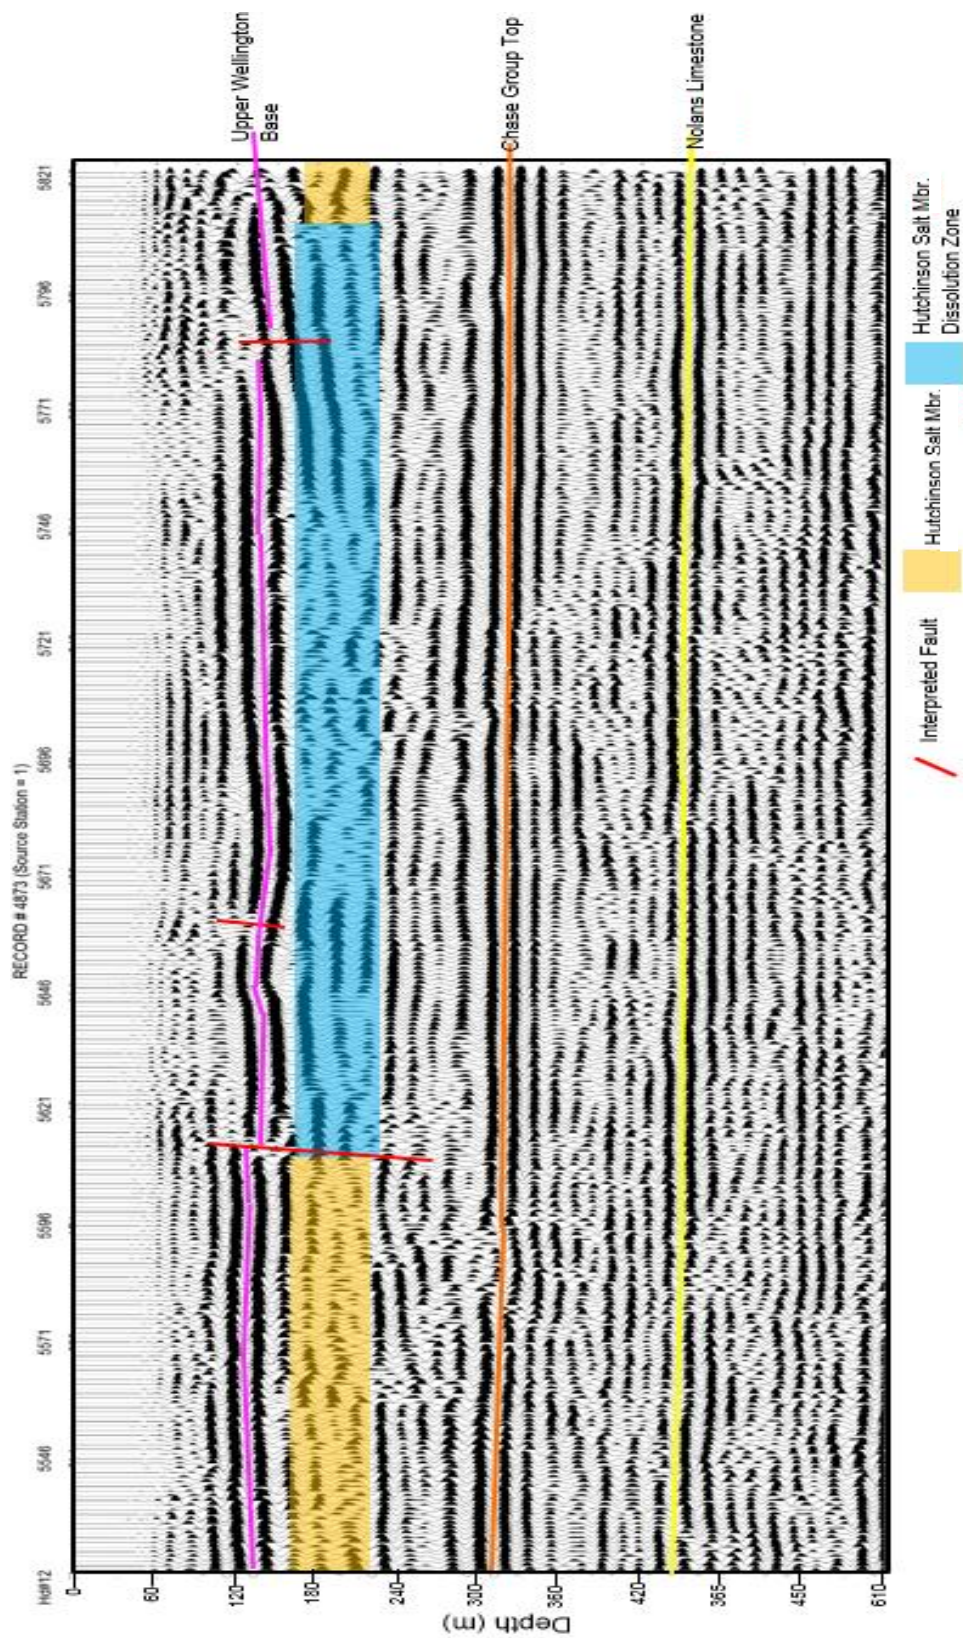 RECORD # 4873 (Source Station = 1)
5546 5571 5596 5621 5646 5671 5696 5721 5746 5771 5796 5821
0
60
120
180
240
300
360
420
365
450
610
Depth (m)
Upper Wellington
Base
Chase Group Top
Nolans Limestone
Interpreted Fault
Hutchinson Salt Mbr.
Hutchinson Salt Mbr.
Dissolution Zone